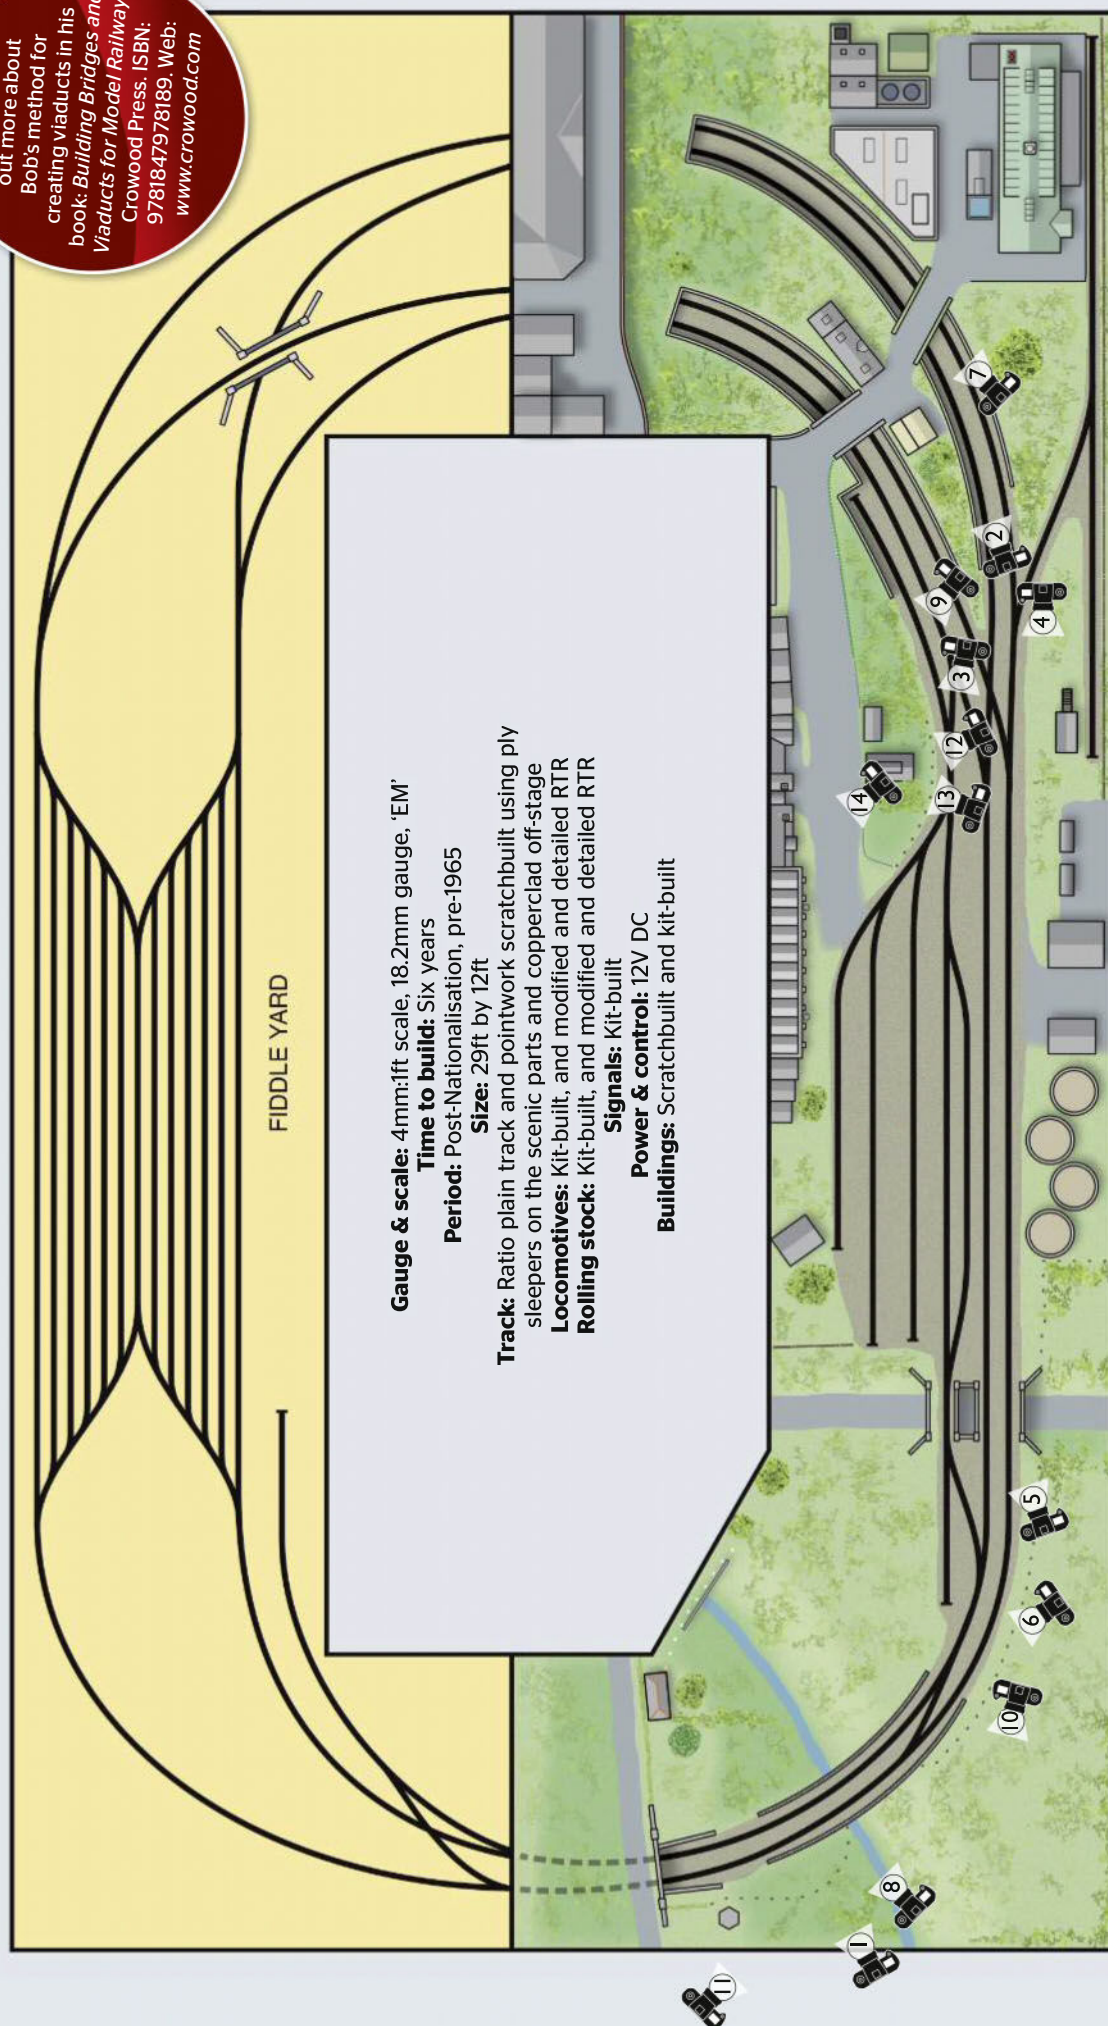 out more about
Bob's method for
creating viaducts in his
book: Building Bridges and
Viaducts for Model Railway
Crowood Press. ISBN:
9781847978189. Web:
www.crowood.com
FIDDLE YARD
Gauge & scale: 4mm:1ft scale, 18.2mm gauge, ‘EM’
Time to build: Six years
Period: Post-Nationalisation, pre-1965
Size: 29ft by 12ft
Track: Ratio plain track and pointwork scratchbuilt using ply
sleepers on the scenic parts and copperclad off-stage
Locomotives: Kit-built, and modified and detailed RTR
Rolling stock: Kit-built, and modified and detailed RTR
Signals: Kit-built
Power & control: 12V DC
Buildings: Scratchbuilt and kit-built
11
1
8
10
6
5
14
13
12
3
9
4
2
7